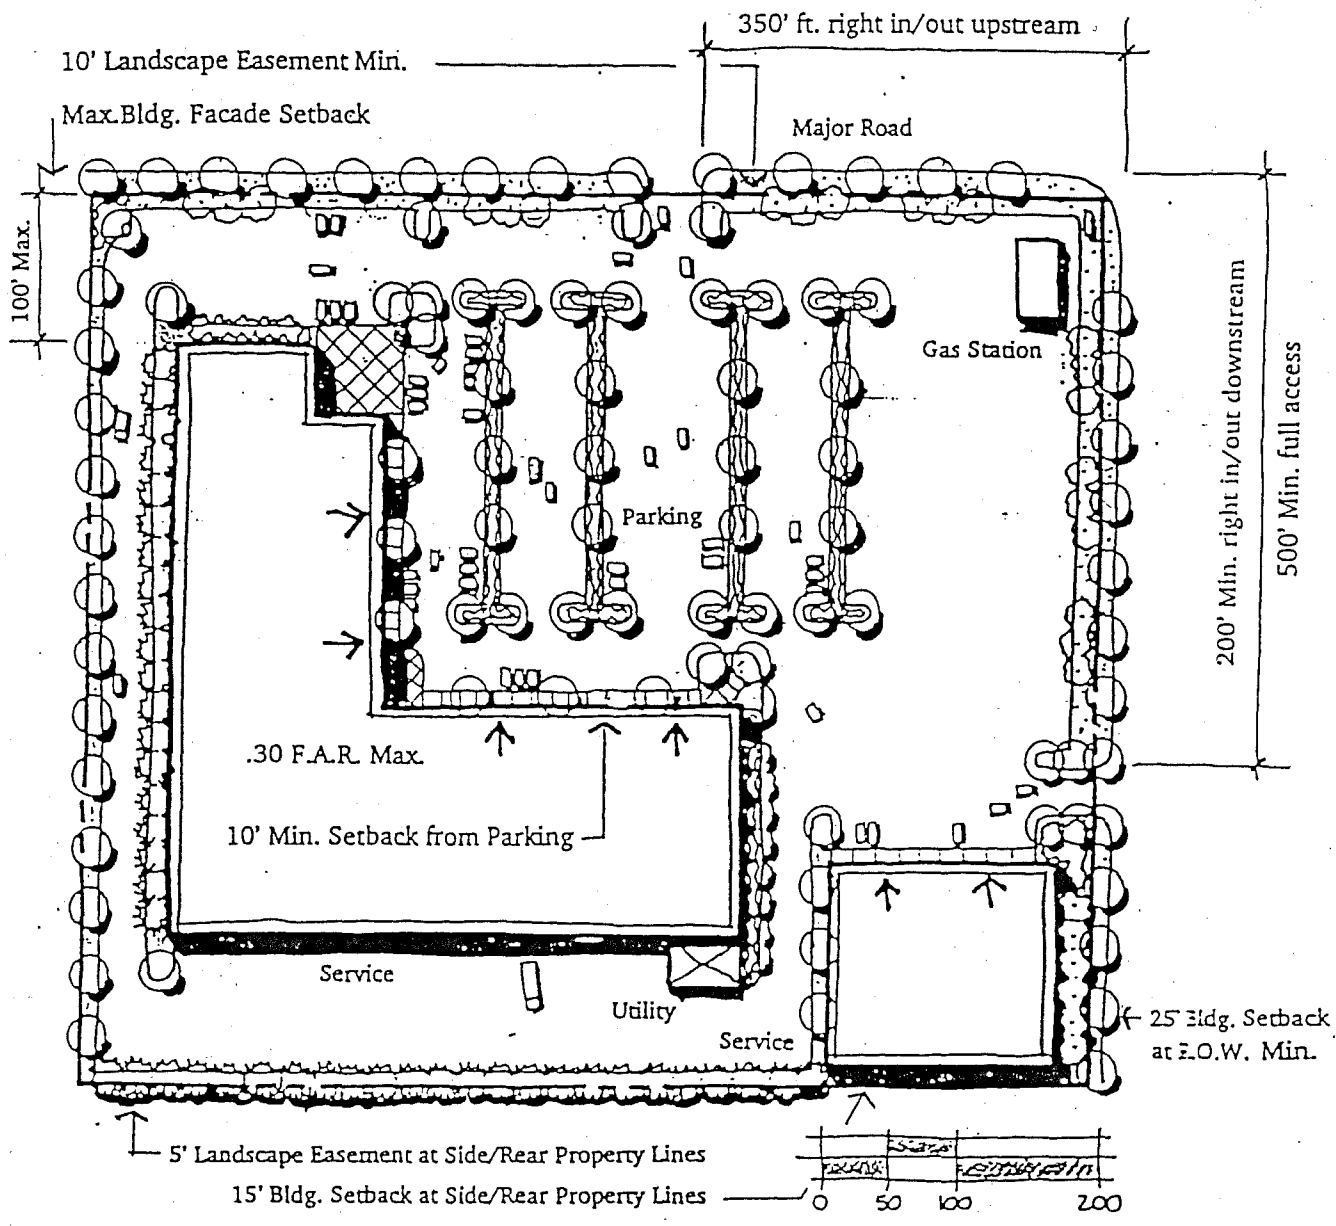 350' ft. right in/out upstream
10' Landscape Easement Min.
Max.Bldg. Facade Setback
Major Road
100' Max.
Gas Station
200' Min. right in/out downstream
500' Min. full access
Parking
.30 F.A.R. Max.
10' Min. Setback from Parking
Service
Utility
Service
25' Bldg. Setback
at R.O.W. Min.
5' Landscape Easement at Side/Rear Property Lines
15' Bldg. Setback at Side/Rear Property Lines
0 50 100 200